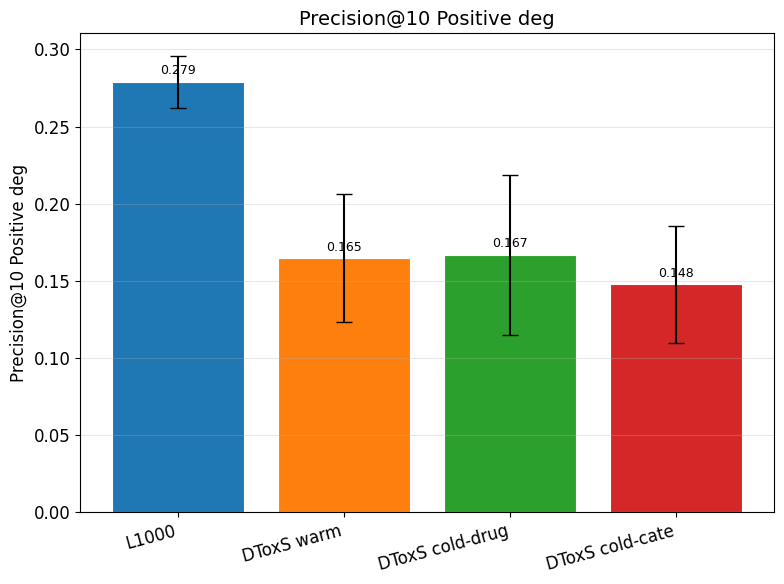 Precision@10 Positive deg
Precision@10 Positive deg
0.30
0.25
0.20
0.15
0.10
0.05
0.00
0.279
0.165
0.167
0.148
L1000
DToxS warm
DToxS cold-drug
DToxS cold-cate